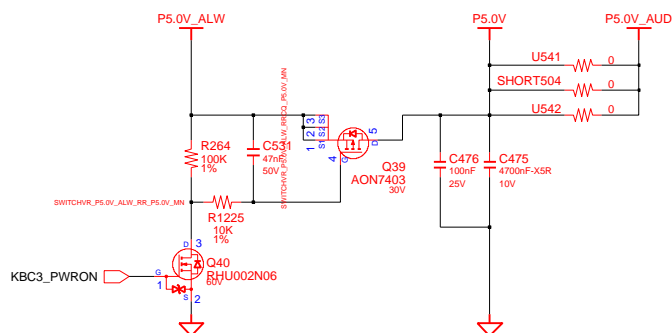 P5.0V_ALW
P5.0V
P5.0V_AUD
U541
0
SHORT504
0
U542
0
SWITCHVR_P5.0V_ALW_RRCQ_P5.0V_MN
3 S3
2 S2
1 S1
5
D
4
G
R264
100K
1%
C531
47nF
50V
Q39
AON7403
30V
C476
100nF
25V
C475
4700nF-X5R
10V
SWITCHVR_P5.0V_ALW_RR_P5.0V_MN
R1225
10K
1%
D
3
Q40
RHU002N06
60V
KBC3_PWRON
G
1
S
2